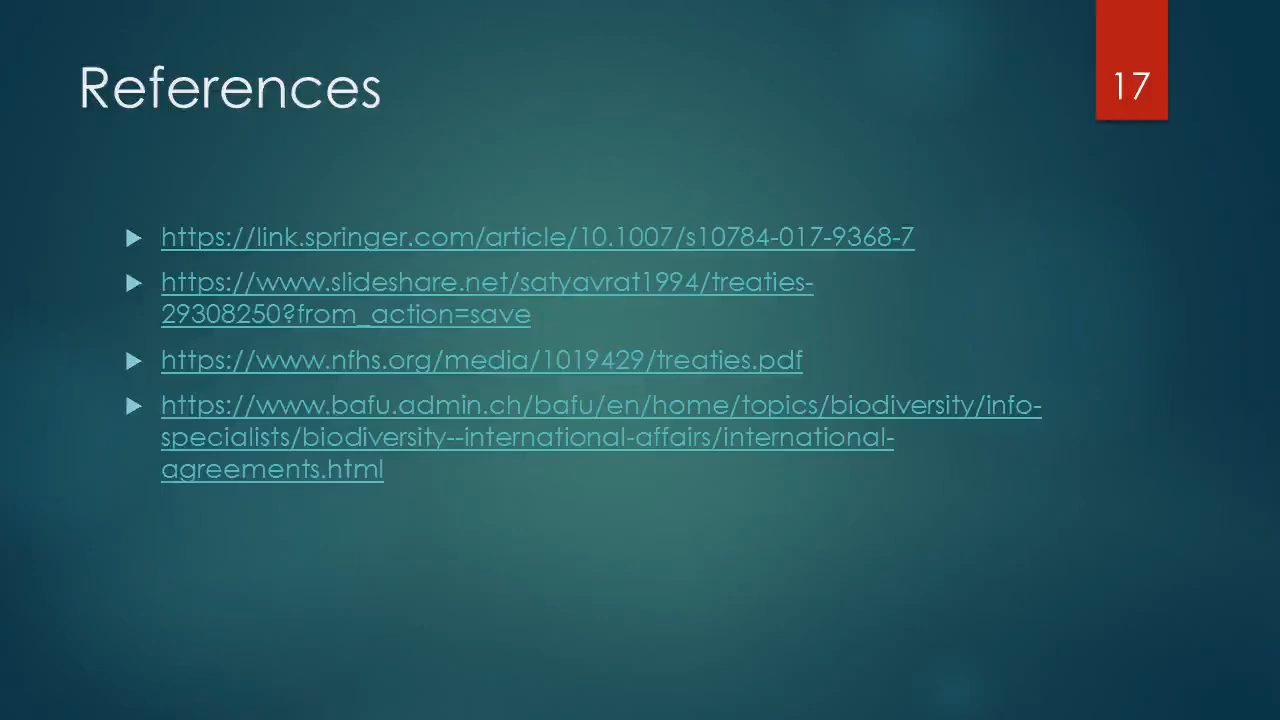 References
17
https://link.springer.com/article/10.1007/s10784-017-9368-7
https://www.slideshare.net/satyavrat1994/treaties-
29308250?from_action=save
https://www.nfhs.org/media/1019429/treaties.pdf
https://www.bafu.admin.ch/bafu/en/home/topics/biodiversity/info-
specialists/biodiversity--international-affairs/international-
agreements.html